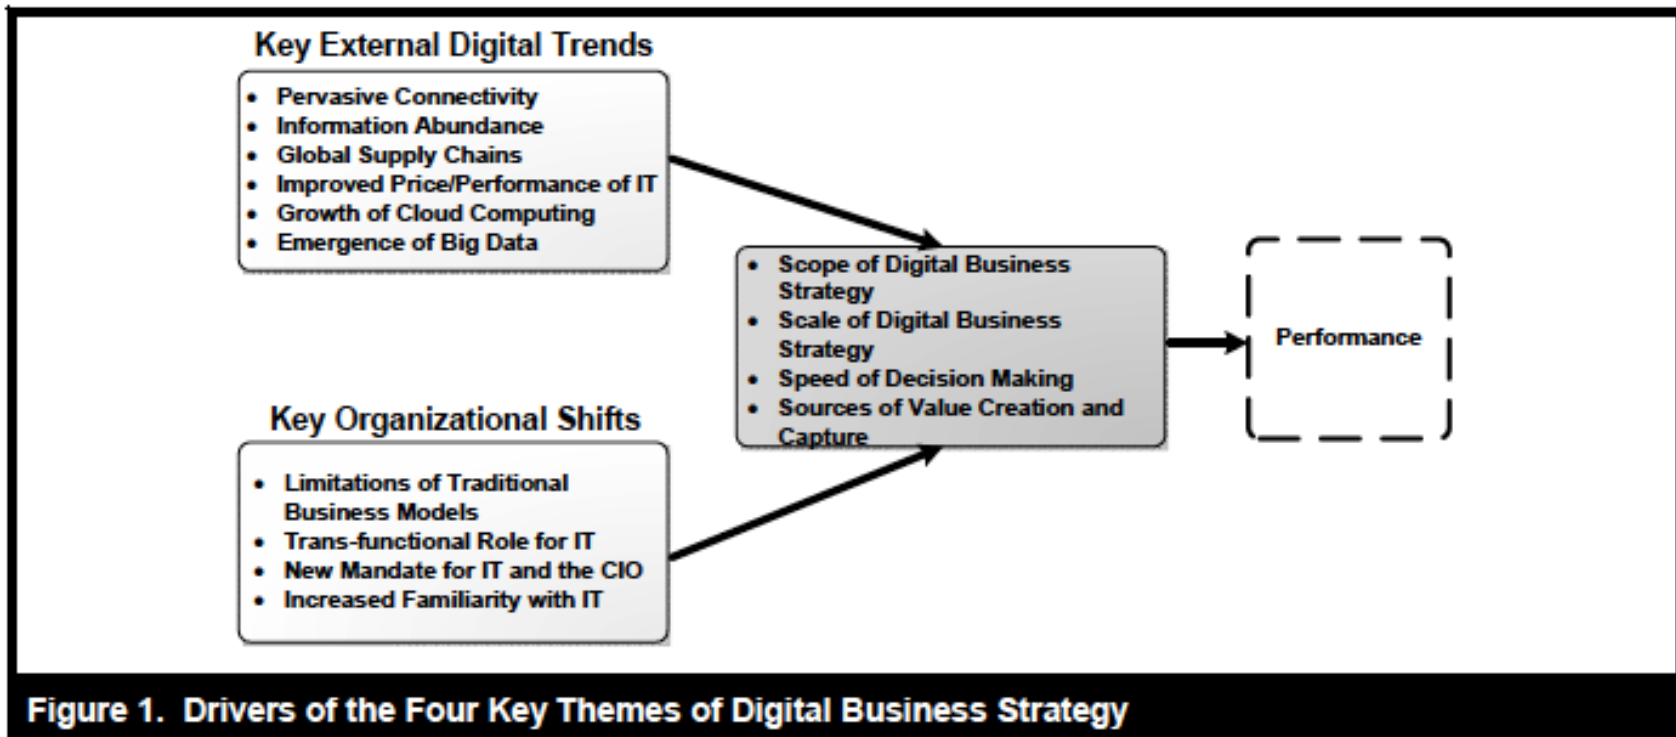 Key External Digital Trends
• Pervasive Connectivity
• Information Abundance
• Global Supply Chains
• Improved Price/Performance of IT
• Growth of Cloud Computing
• Emergence of Big Data
• Scope of Digital Business
Strategy
• Scale of Digital Business
Strategy
• Speed of Decision Making
• Sources of Value Creation and
Capture
Performance
Key Organizational Shifts
• Limitations of Traditional
Business Models
• Trans-functional Role for IT
• New Mandate for IT and the CIO
• Increased Familiarity with IT
Figure 1. Drivers of the Four Key Themes of Digital Business Strategy